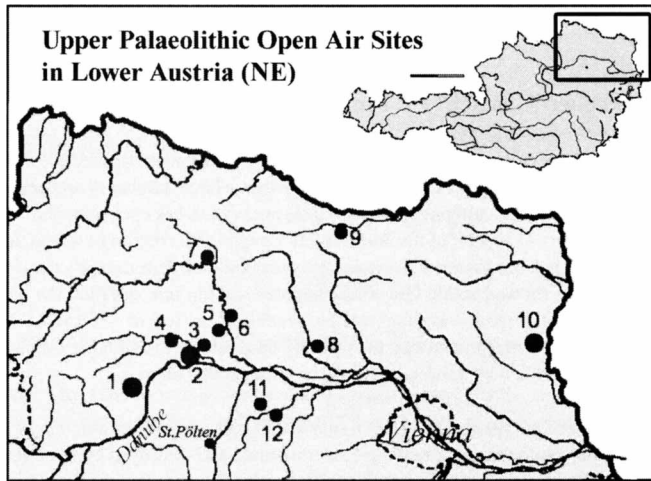 Upper Palaeolithic Open Air Sites
in Lower Austria (NE)
9
7
5
6
4
3
8
10
2
1
11
12
Danube
St.Pölten
Vienna